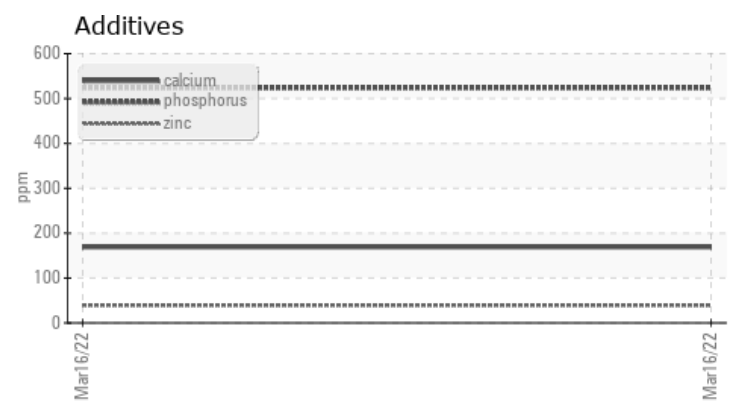 Additives
600
500
400
300
200
100
0
ppm
calcium
phosphorus
zinc
Mar16/22
Mar16/22